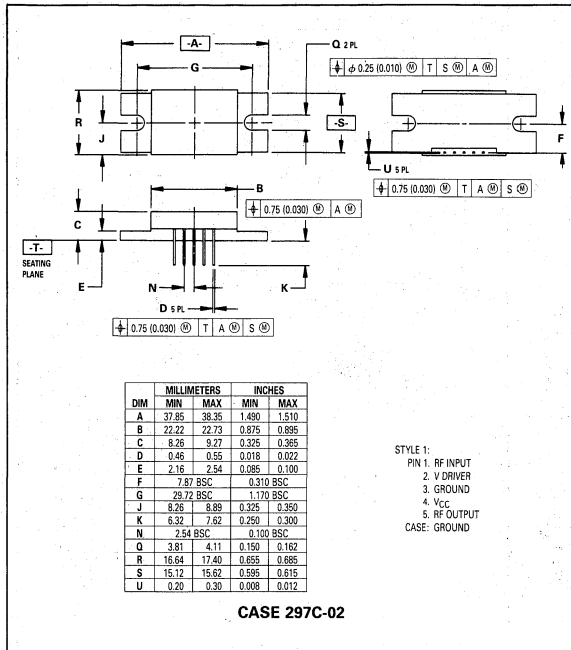 -A-
Q 2 PL
⌖ ϕ 0.25 (0.010) Ⓜ T S Ⓜ A Ⓜ
G
R
J
-S-
F
U 5 PL
⌖ 0.75 (0.030) Ⓜ T A Ⓜ S Ⓜ
B
⌖ 0.75 (0.030) Ⓜ A Ⓜ
C
-T-
SEATING
PLANE
E
N
K
D 5 PL
⌖ 0.75 (0.030) Ⓜ T A Ⓜ S Ⓜ
MILLIMETERS INCHES
DIM MIN MAX MIN MAX
A 37.85 38.35 1.490 1.510
B 22.22 22.73 0.875 0.895
C 8.26 9.27 0.325 0.365
D 0.46 0.55 0.018 0.022
E 2.16 2.54 0.085 0.100
F 7.87 BSC 0.310 BSC
G 29.72 BSC 1.170 BSC
J 8.26 8.89 0.325 0.350
K 6.32 7.62 0.250 0.300
N 2.54 BSC 0.100 BSC
Q 3.81 4.11 0.150 0.162
R 16.64 17.40 0.655 0.685
S 15.12 15.62 0.595 0.615
U 0.20 0.30 0.008 0.012
STYLE 1:
PIN 1. RF INPUT
2. V DRIVER
3. GROUND
4. VCC
5. RF OUTPUT
CASE: GROUND
CASE 297C-02